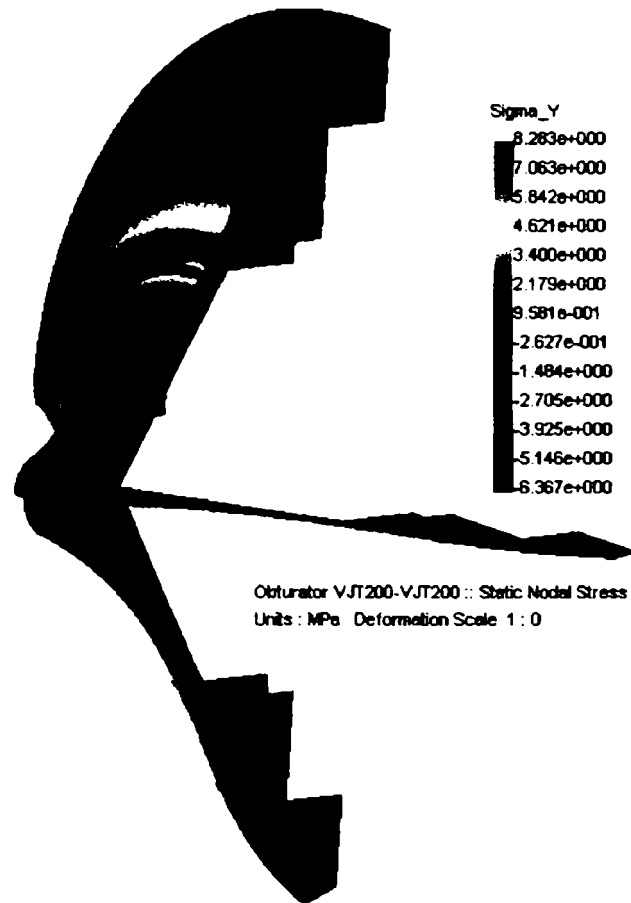 Sigma_Y
8.283e+000
7.063e+000
5.842e+000
4.621e+000
3.400e+000
2.179e+000
9.581e-001
-2.627e-001
-1.484e+000
-2.705e+000
-3.925e+000
-5.146e+000
-6.367e+000
Obturator VJT200-VJT200 :: Static Nodal Stress
Units : MPa Deformation Scale 1 : 0